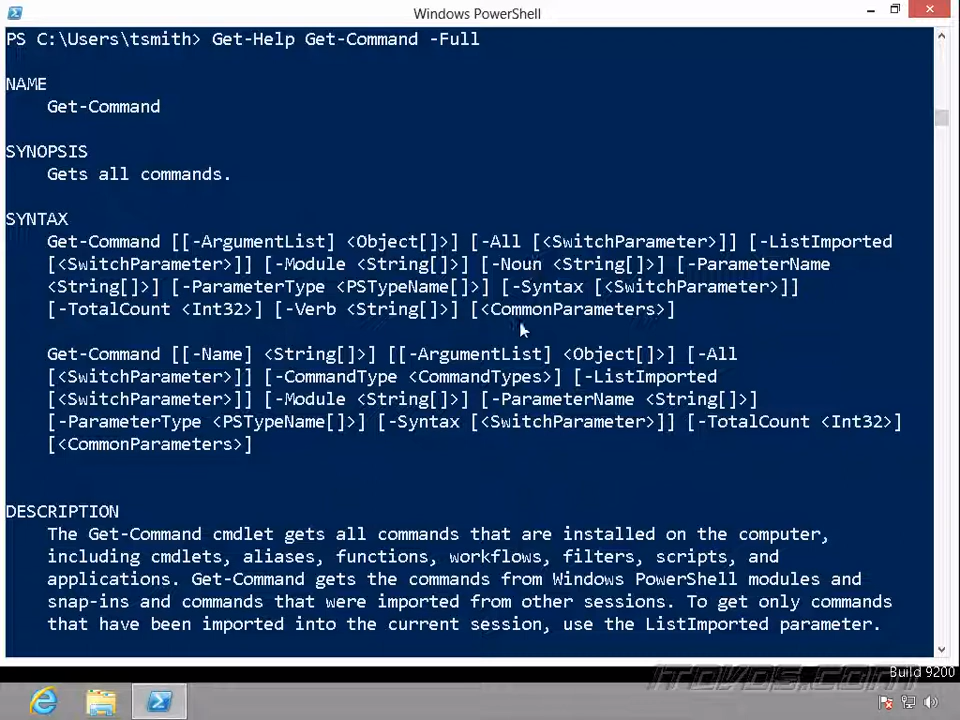 Windows PowerShell
PS C:\Users\tsmith> Get-Help Get-Command -Full
NAME
Get-Command
SYNOPSIS
Gets all commands.
SYNTAX
Get-Command [[-ArgumentList] <Object[]>] [-All [<SwitchParameter>]] [-ListImported
[<SwitchParameter>]] [-Module <String[]>] [-Noun <String[]>] [-ParameterName
<String[]>] [-ParameterType <PSTypeName[]>] [-Syntax [<SwitchParameter>]]
[-TotalCount <Int32>] [-Verb <String[]>] [<CommonParameters>]
Get-Command [[-Name] <String[]>] [[-ArgumentList] <Object[]>] [-All
[<SwitchParameter>]] [-CommandType <CommandTypes>] [-ListImported
[<SwitchParameter>]] [-Module <String[]>] [-ParameterName <String[]>]
[-ParameterType <PSTypeName[]>] [-Syntax [<SwitchParameter>]] [-TotalCount <Int32>]
[<CommonParameters>]
DESCRIPTION
The Get-Command cmdlet gets all commands that are installed on the computer,
including cmdlets, aliases, functions, workflows, filters, scripts, and
applications. Get-Command gets the commands from Windows PowerShell modules and
snap-ins and commands that were imported from other sessions. To get only commands
that have been imported into the current session, use the ListImported parameter.
Build 9200
ITDVDS.COM